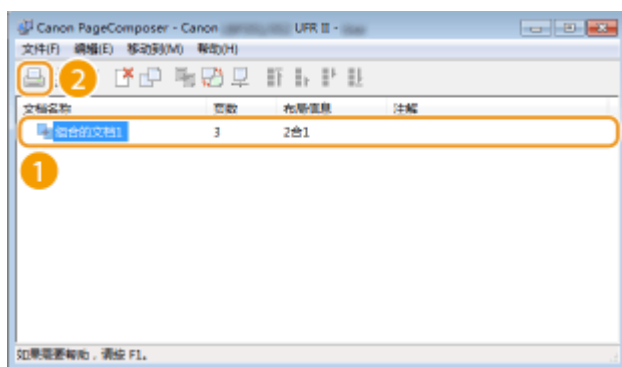 Canon PageComposer - Canon UFR II -
文件(F) 编辑(E) 移动到(M) 帮助(H)
2
文档名称 页数 布局信息 注解
组合的文档1 3 2合1
1
如果需要帮助，请按 F1。